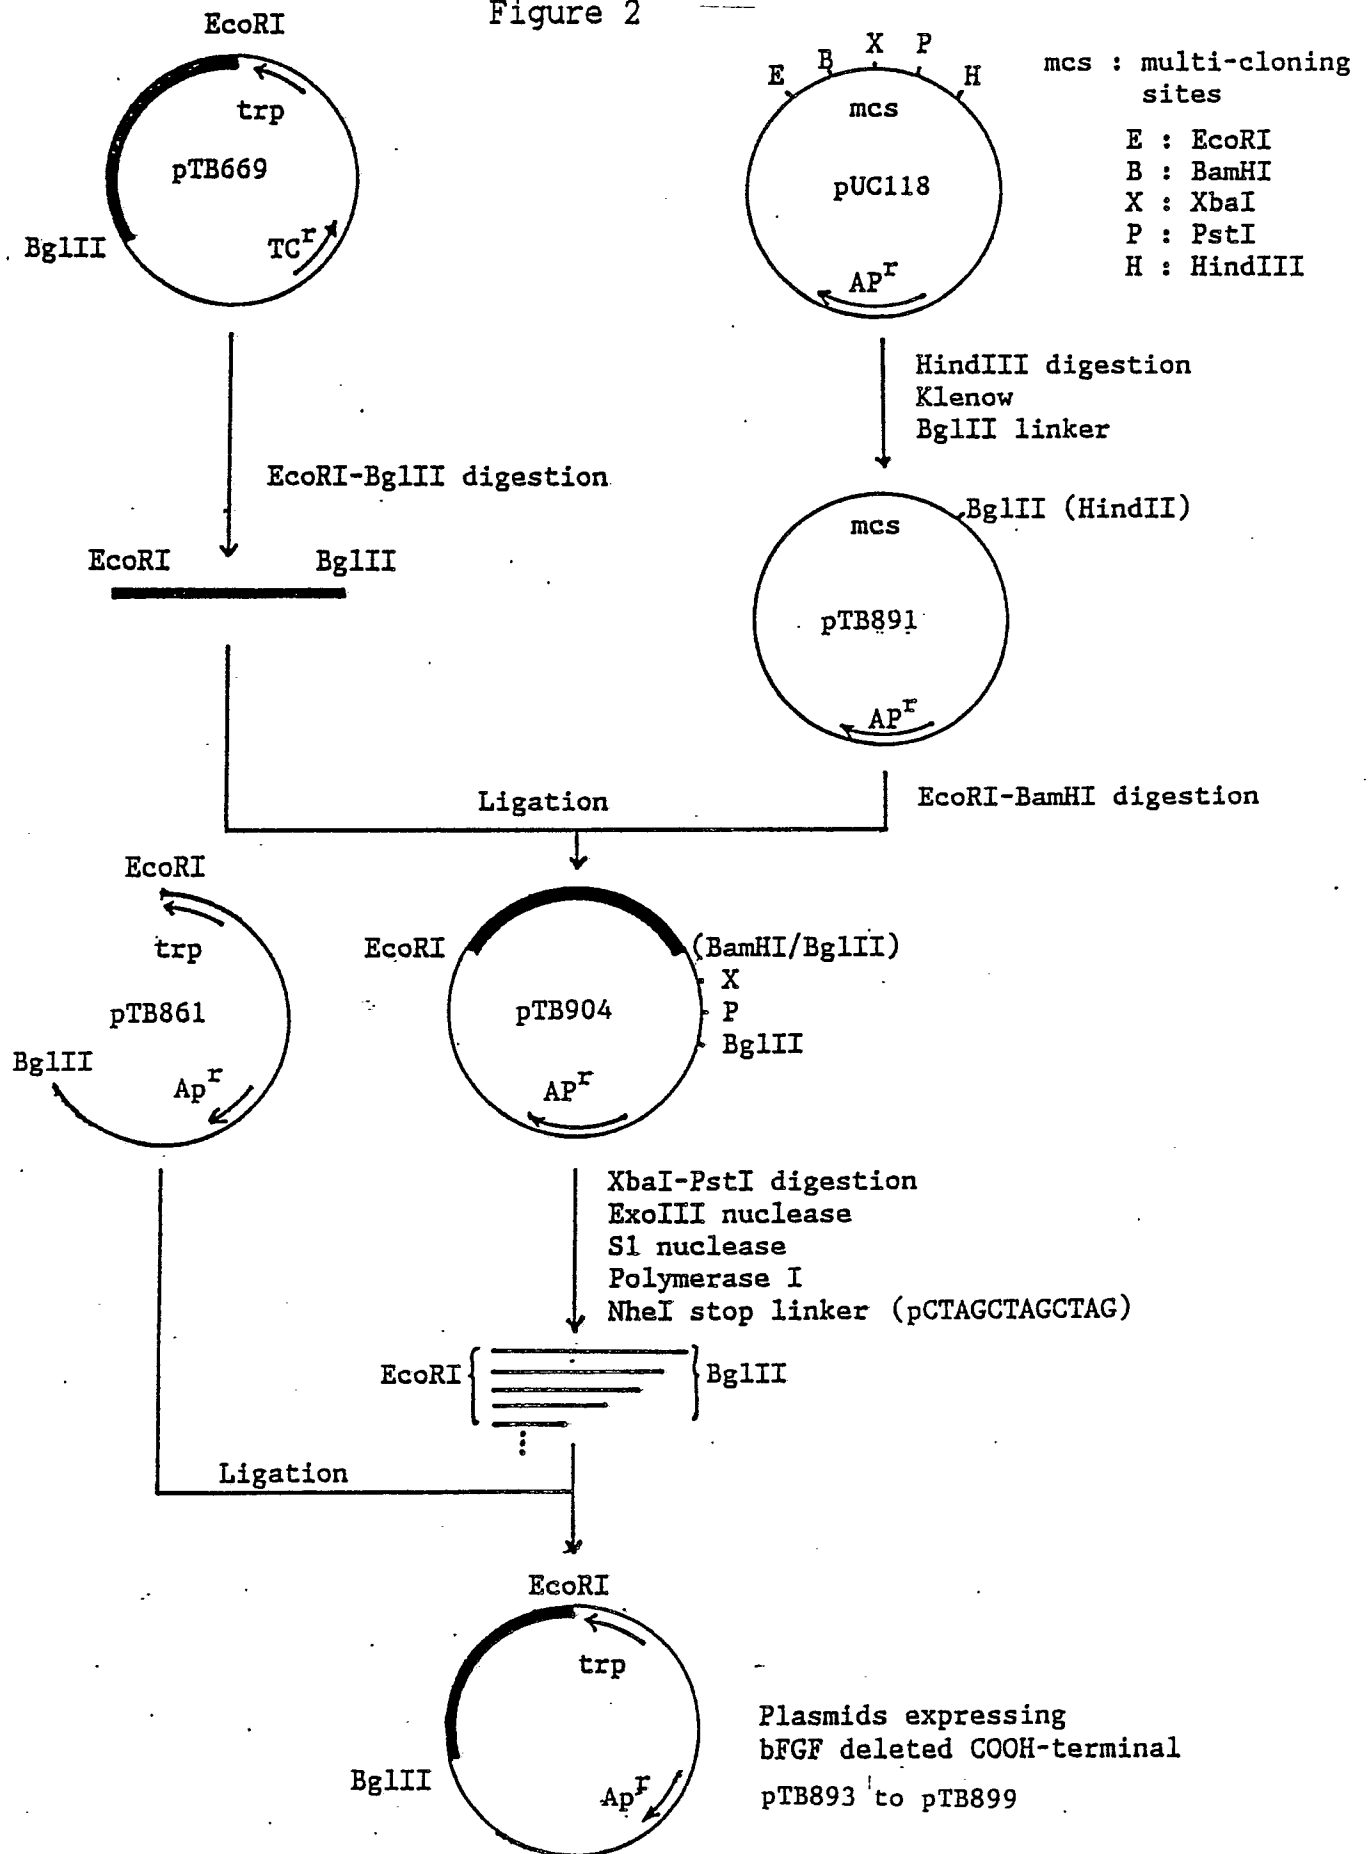 Figure 2
EcoRI
trp
pTB669
BglII
TCr
E
B
X
P
H
mcs
pUC118
APr
mcs : multi-cloning
sites
E : EcoRI
B : BamHI
X : XbaI
P : PstI
H : HindIII
HindIII digestion
Klenow
BglII linker
EcoRI-BglII digestion
EcoRI
BglII
BglII (HindII)
mcs
pTB891
APr
Ligation
EcoRI-BamHI digestion
EcoRI
trp
pTB861
BglII
Apr
EcoRI
(BamHI/BglII)
X
P
BglII
pTB904
APr
XbaI-PstI digestion
ExoIII nuclease
S1 nuclease
Polymerase I
NheI stop linker (pCTAGCTAGCTAG)
EcoRI
BglII
Ligation
EcoRI
trp
BglII
Apr
Plasmids expressing
bFGF deleted COOH-terminal
pTB893 to pTB899